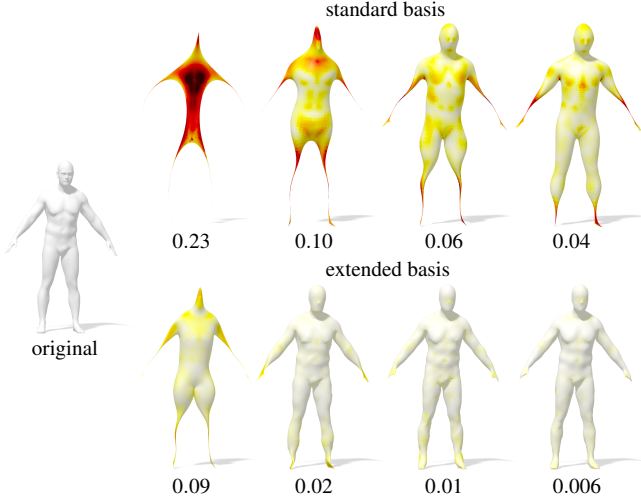 standard basis
0.23 0.10 0.06 0.04
extended basis
original
0.09 0.02 0.01 0.006